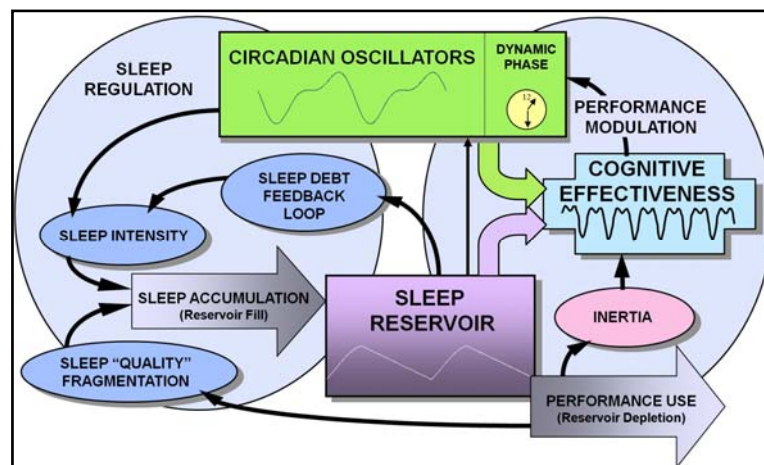 CIRCADIAN OSCILLATORS
DYNAMIC
PHASE
12
SLEEP
REGULATION
PERFORMANCE
MODULATION
COGNITIVE
EFFECTIVENESS
SLEEP DEBT
FEEDBACK
LOOP
SLEEP INTENSITY
SLEEP ACCUMULATION
(Reservoir Fill)
SLEEP
RESERVOIR
INERTIA
SLEEP “QUALITY”
FRAGMENTATION
PERFORMANCE USE
(Reservoir Depletion)